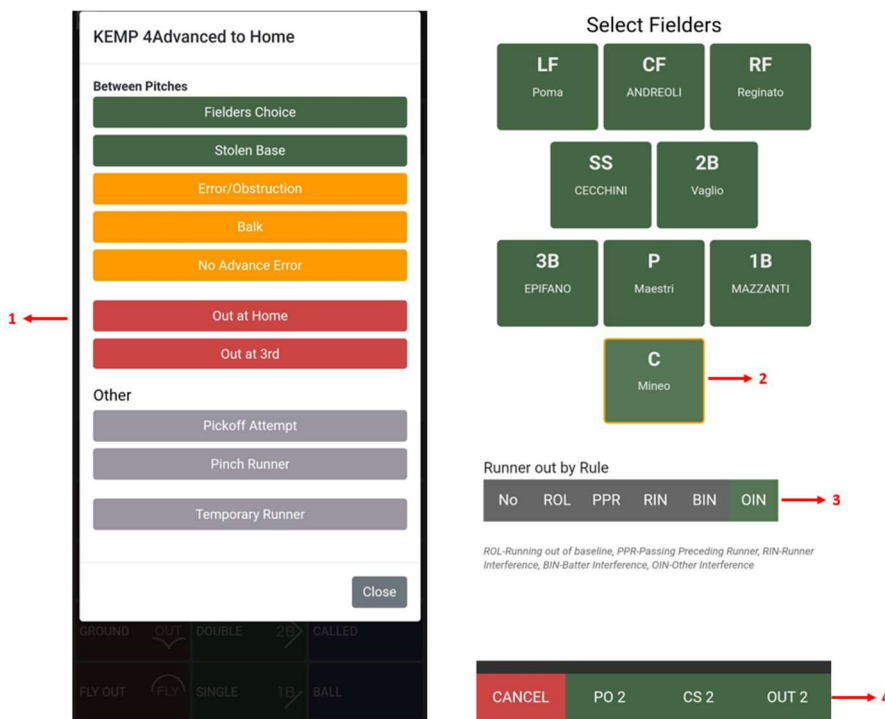 KEMP 4Advanced to Home
Between Pitches
Fielders Choice
Stolen Base
Error/Obstruction
Balk
No Advance Error
1
Out at Home
Out at 3rd
Other
Pickoff Attempt
Pinch Runner
Temporary Runner
Close
GROUND OUT DOUBLE 2B CALLED
FLY OUT FLY SINGLE 1B BALL
Select Fielders
LF CF RF
Poma ANDREOLI Reginato
SS 2B
CECCHINI Vaglio
3B P 1B
EPIFANO Maestri MAZZANTI
C
Mineo
2
Runner out by Rule
No ROL PPR RIN BIN OIN
3
ROL-Running out of baseline, PPR-Passing Preceding Runner, RIN-Runner
Interference, BIN-Batter Interference, OIN-Other Interference
CANCEL PO 2 CS 2 OUT 2
4